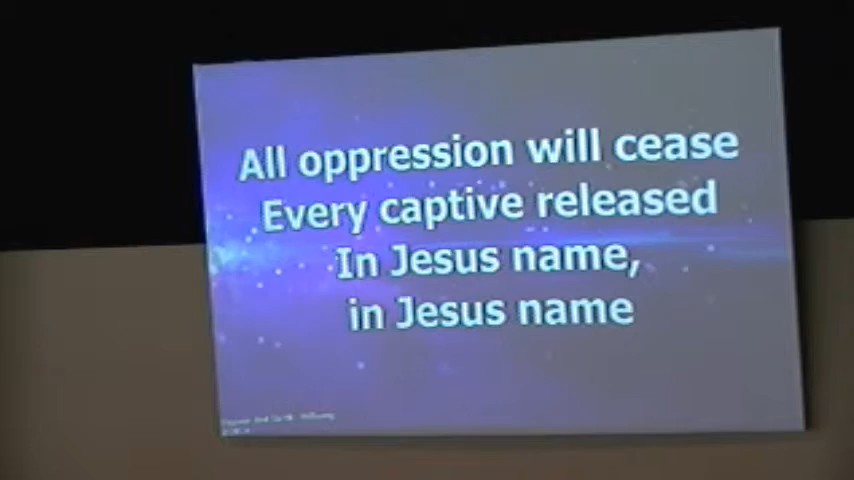 All oppression will cease
Every captive released
In Jesus name,
in Jesus name